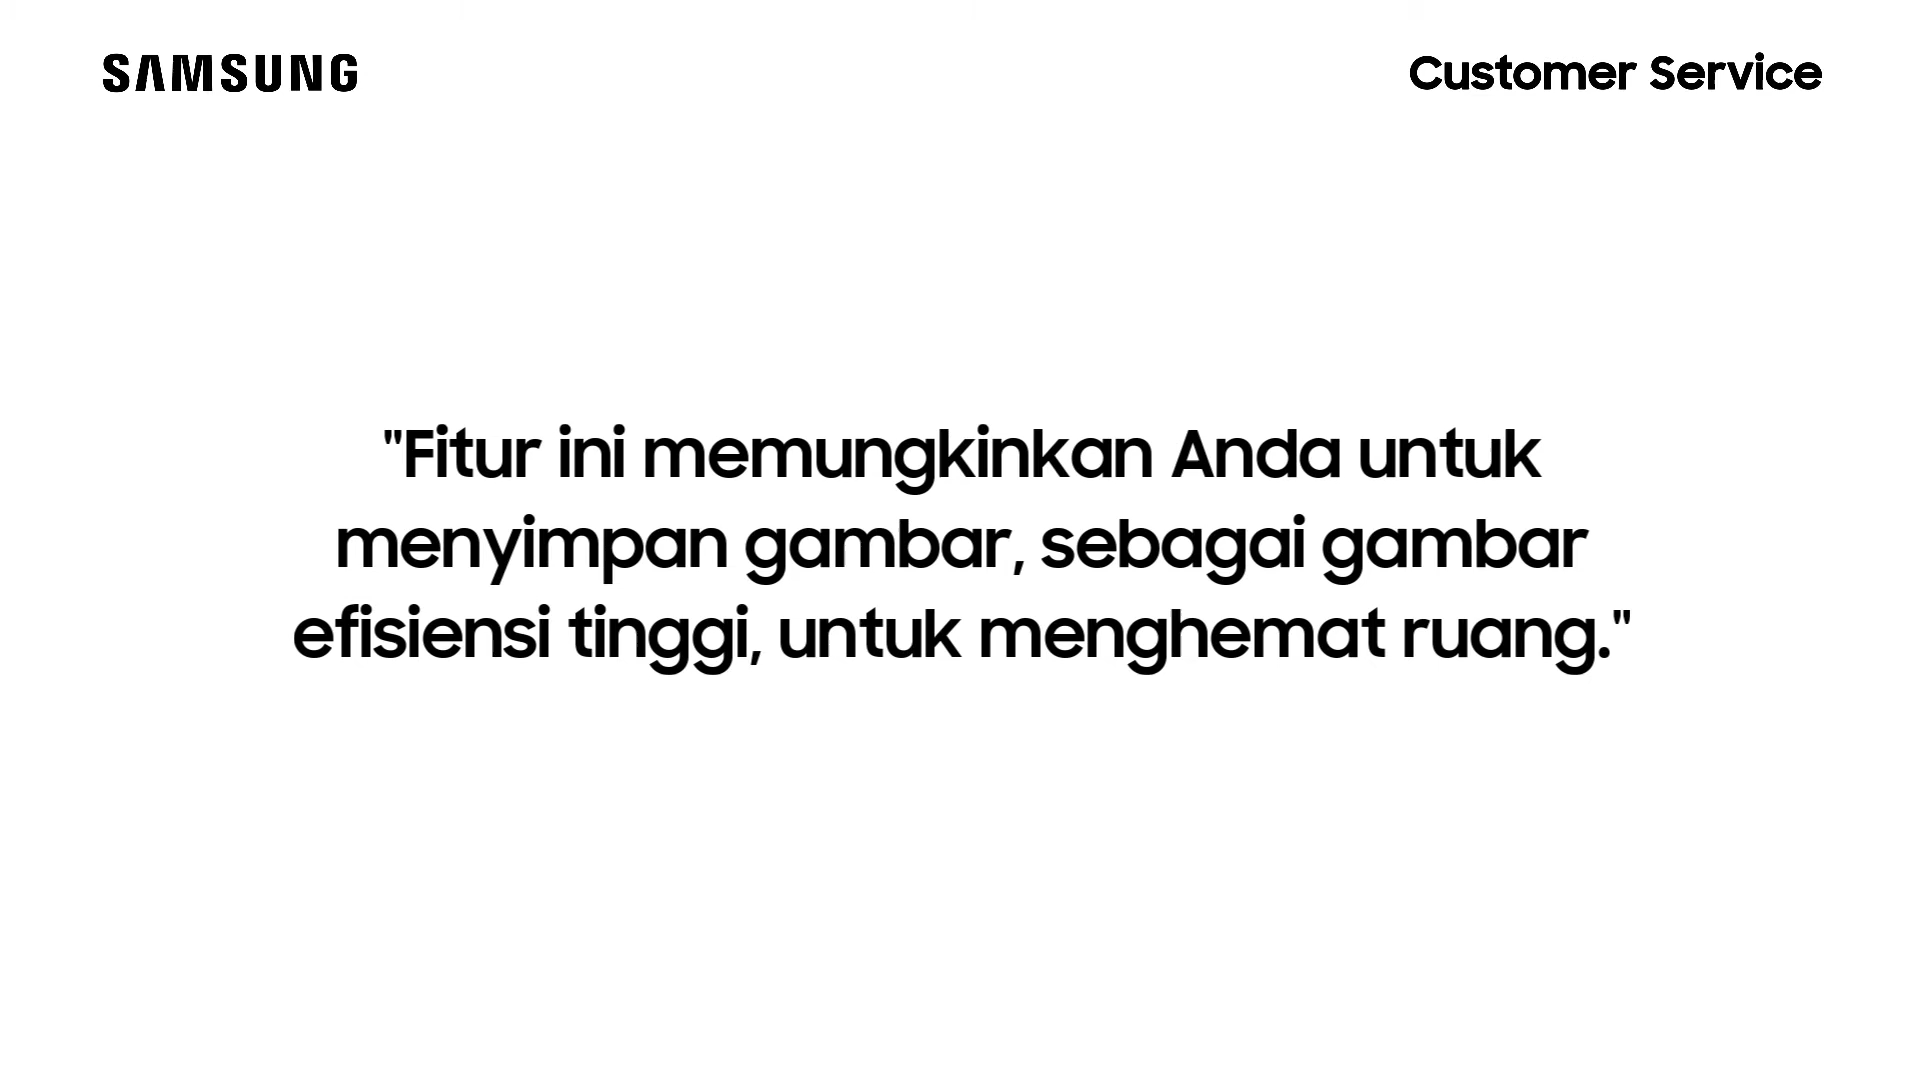 SAMSUNG
Customer Service
"Fitur ini memungkinkan Anda untuk
menyimpan gambar, sebagai gambar
efisiensi tinggi, untuk menghemat ruang."